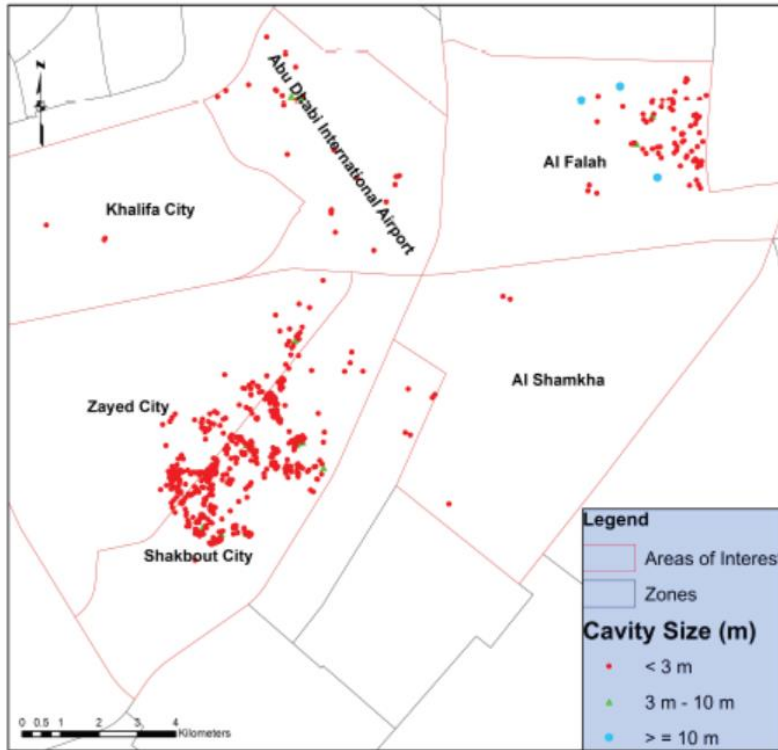 N
Abu Dhabi International Airport
Al Falah
Khalifa City
Al Shamkha
Zayed City
Shakbout City
Legend
Areas of Interest
Zones
Cavity Size (m)
< 3 m
3 m - 10 m
> = 10 m
0 0.5 1 2 3 4
Kilometers